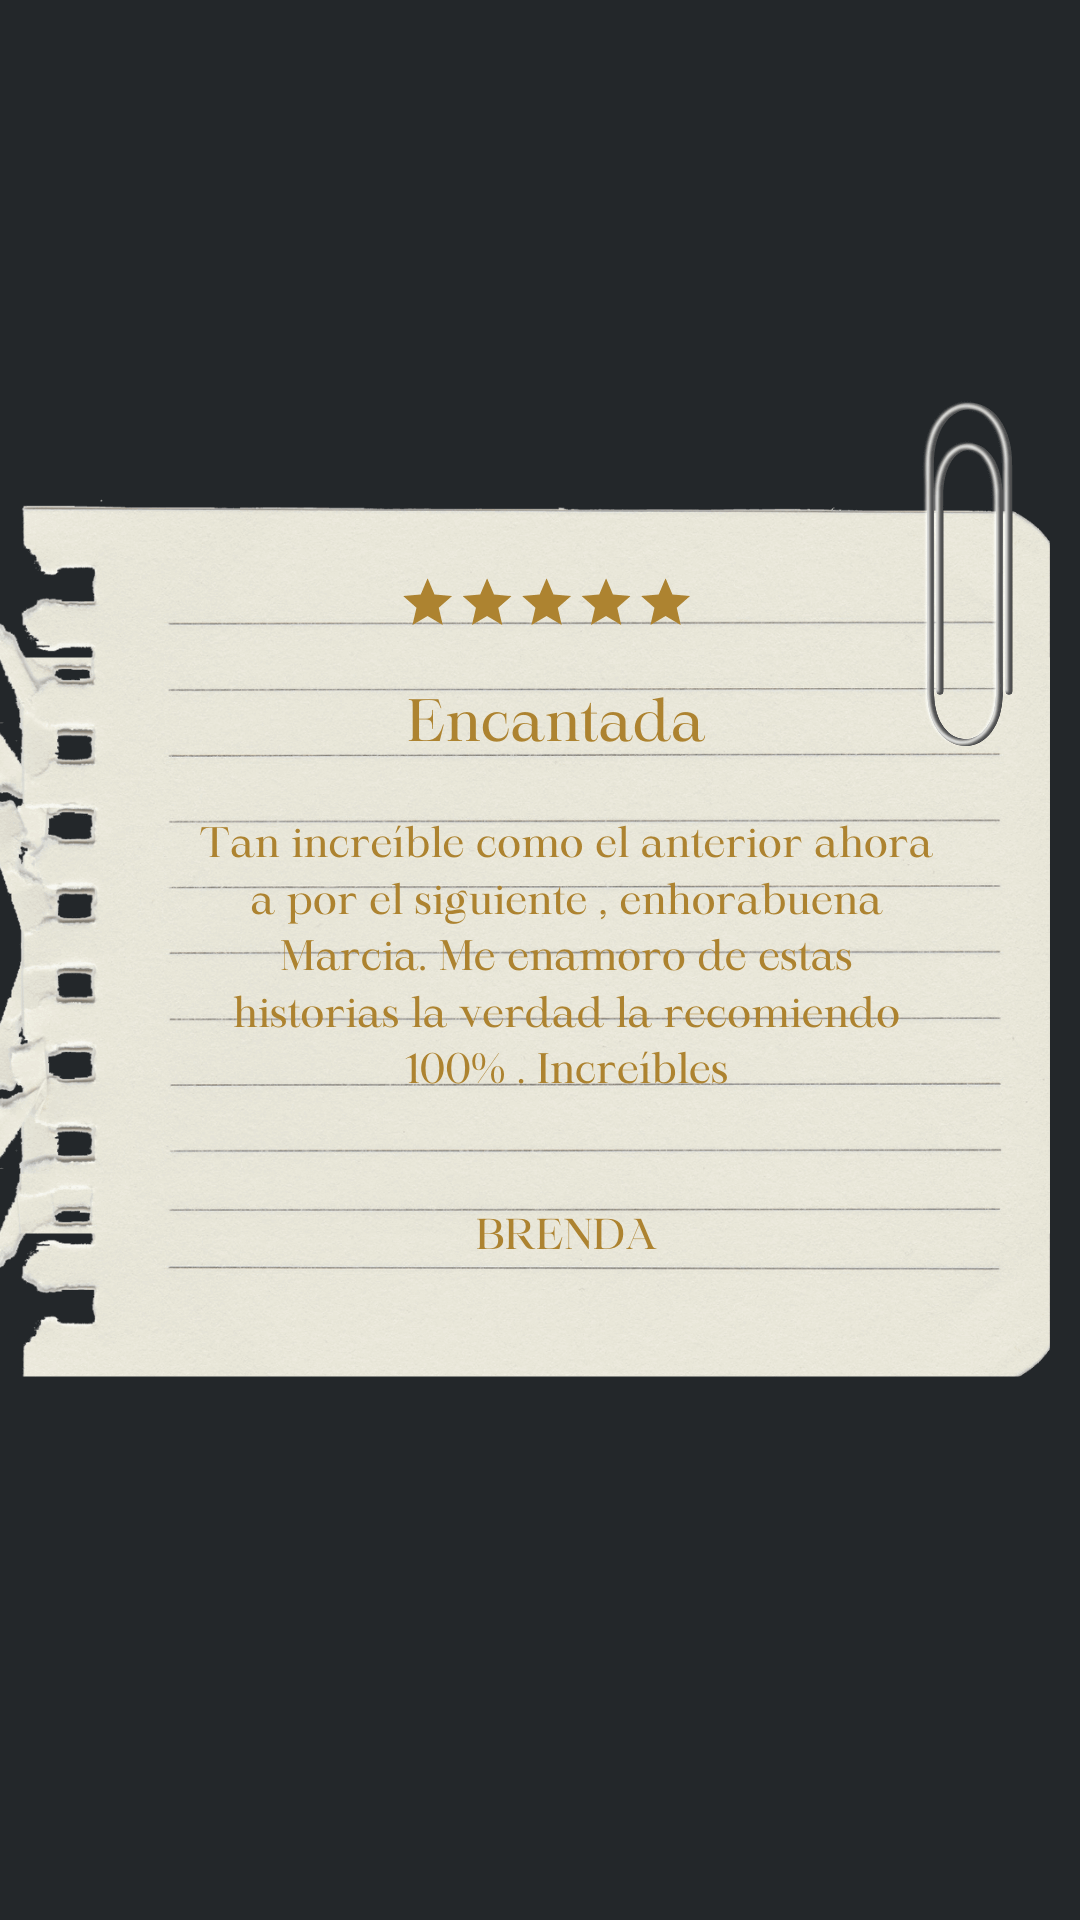 Encantada
Tan increíble como el anterior ahora
a por el siguiente , enhorabuena
Marcia. Me enamoro de estas
historias la verdad la recomiendo
100% . Increíbles
BRENDA